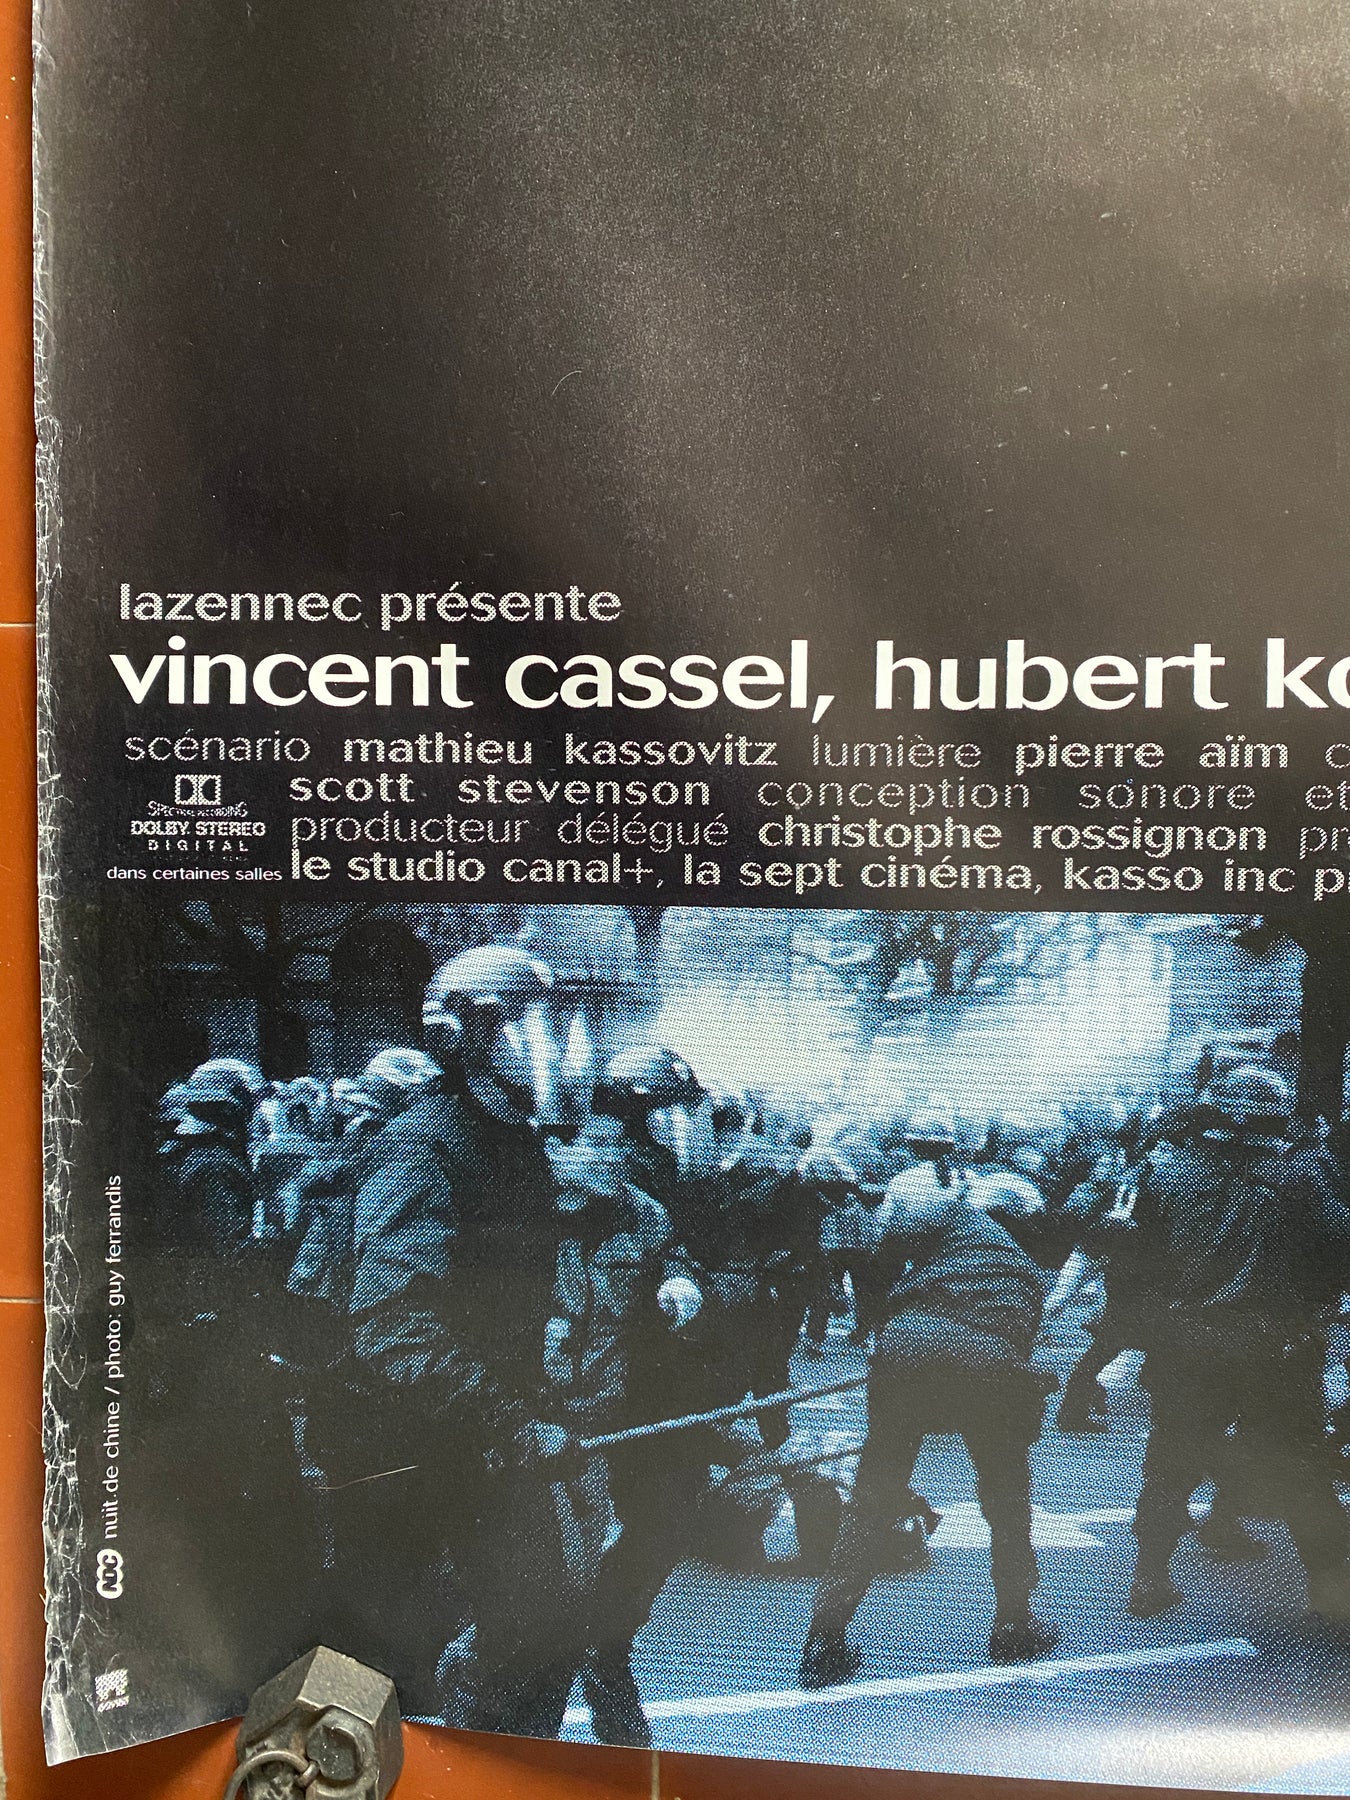 lazennec présente
vincent cassel, hubert
scénario mathieu kassovitz lumière pierre aïm
scott stevenson conception sonore et
producteur délégué christophe rossignon
le studio canal+, la sept cinéma, kasso inc
DOLBY STEREO
DIGITAL
dans certaines salles
NDC nuit de chine / photo: guy ferrandis